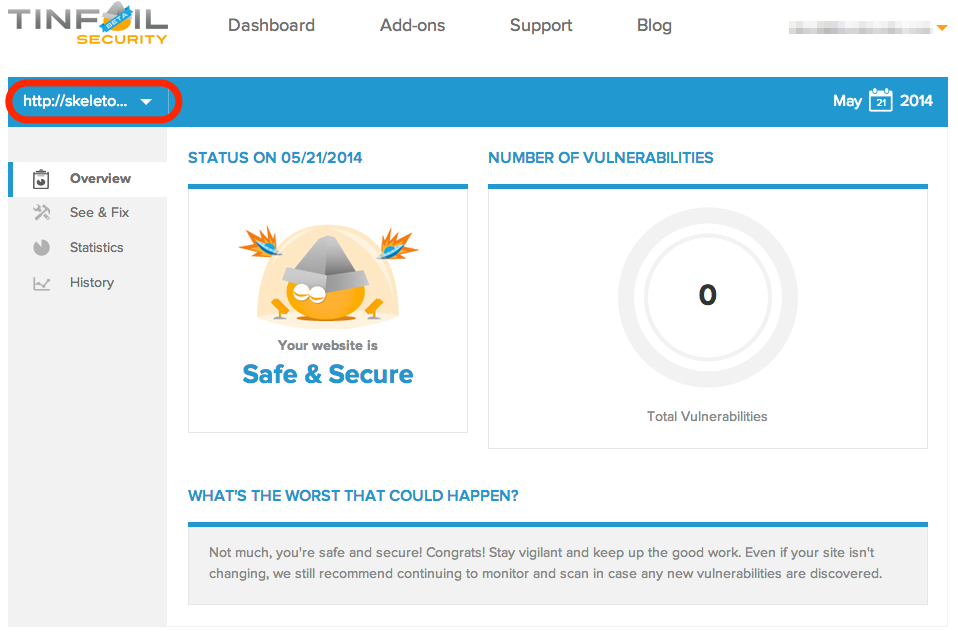 TINFOIL
BETA
SECURITY
Dashboard Add-ons Support Blog
http://skeleto...
May 21 2014
Overview
See & Fix
Statistics
History
STATUS ON 05/21/2014
Your website is
Safe & Secure
NUMBER OF VULNERABILITIES
0
Total Vulnerabilities
WHAT'S THE WORST THAT COULD HAPPEN?
Not much, you're safe and secure! Congrats! Stay vigilant and keep up the good work. Even if your site isn't
changing, we still recommend continuing to monitor and scan in case any new vulnerabilities are discovered.